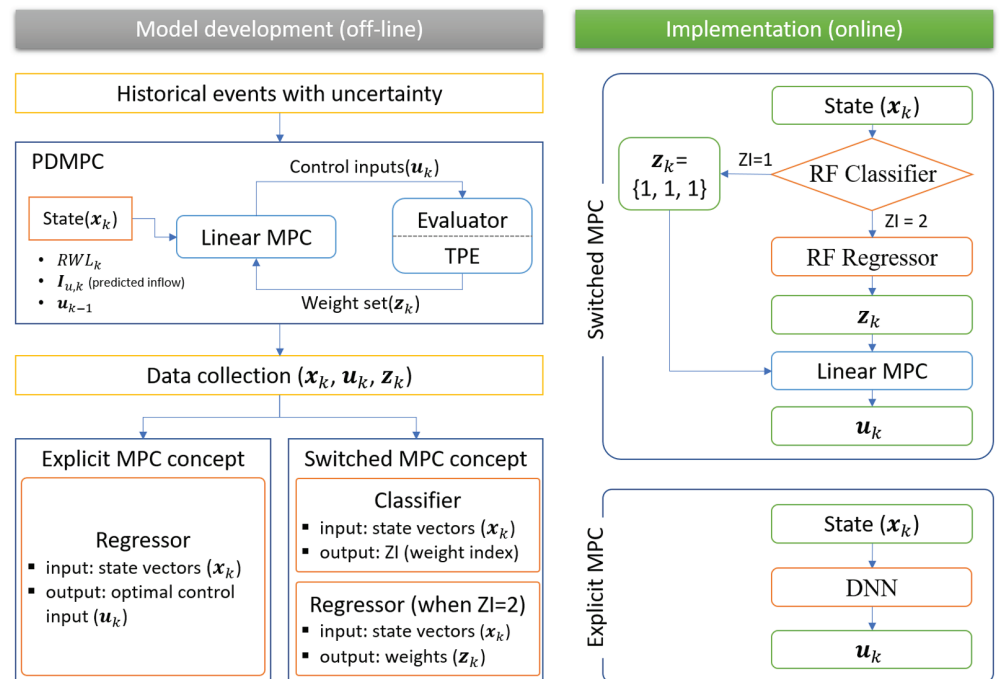 Model development (off-line)
Historical events with uncertainty
PDMPC
Control inputs(𝒖ₖ)
State(𝒙ₖ)
Linear MPC
Evaluator
TPE
▪ RWLₖ
▪ 𝑰ᵤ,ₖ (predicted inflow)
▪ 𝒖ₖ₋₁
Weight set(𝒛ₖ)
Data collection (𝒙ₖ, 𝒖ₖ, 𝒛ₖ)
Explicit MPC concept
Regressor
▪ input: state vectors (𝒙ₖ)
▪ output: optimal control
input (𝒖ₖ)
Switched MPC concept
Classifier
▪ input: state vectors (𝒙ₖ)
▪ output: ZI (weight index)
Regressor (when ZI=2)
▪ input: state vectors (𝒙ₖ)
▪ output: weights (𝒛ₖ)
Implementation (online)
Switched MPC
State (𝒙ₖ)
RF Classifier
ZI=1
𝒛ₖ=
{1, 1, 1}
ZI = 2
RF Regressor
𝒛ₖ
Linear MPC
𝒖ₖ
Explicit MPC
State (𝒙ₖ)
DNN
𝒖ₖ